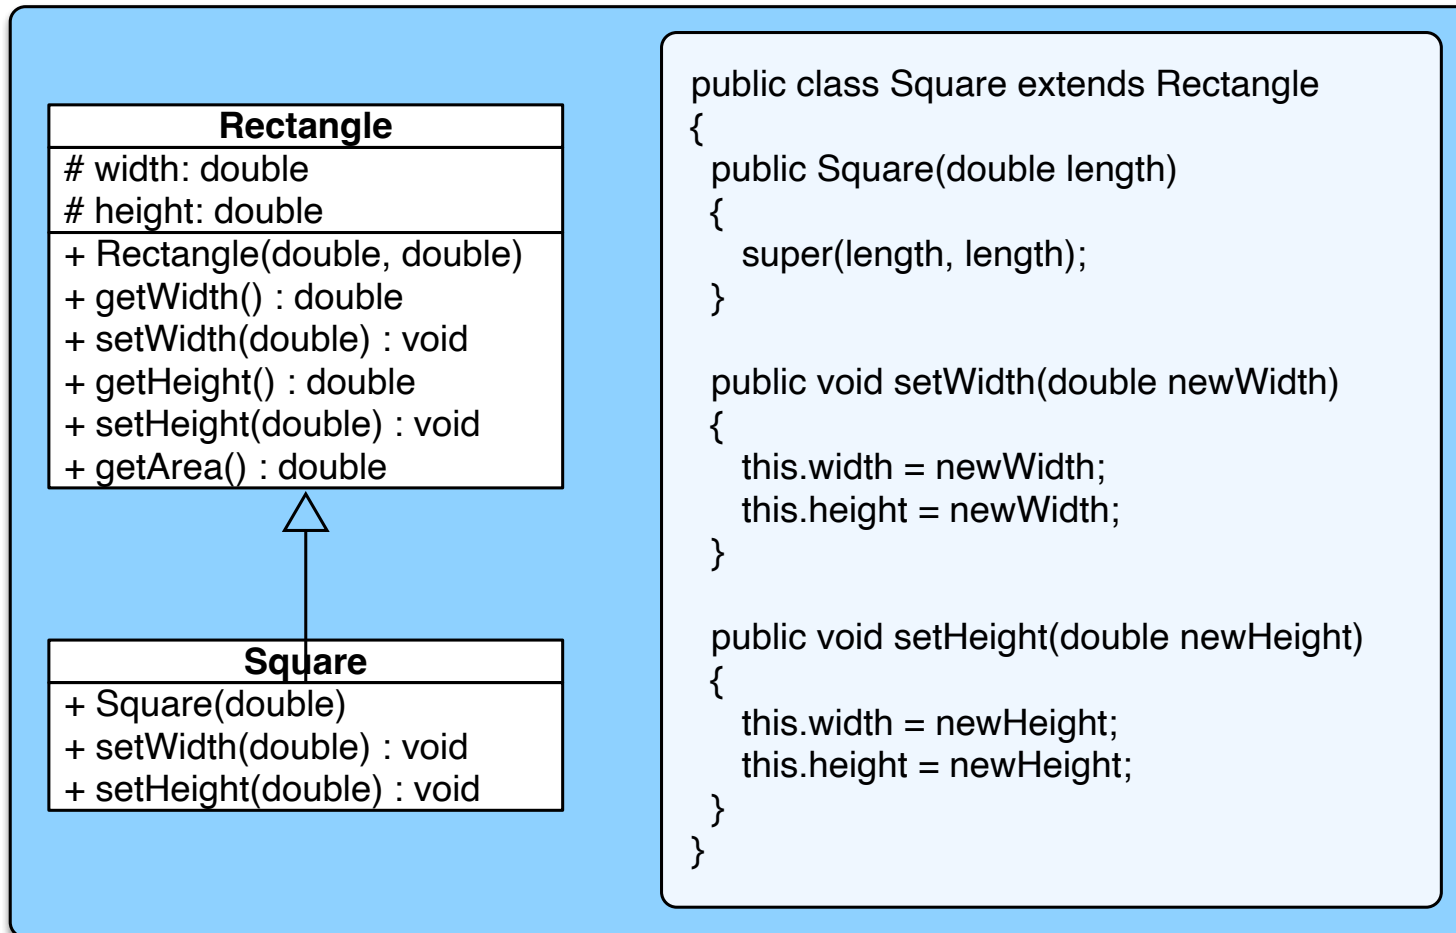 Rectangle
# width: double
# height: double
+ Rectangle(double, double)
+ getWidth() : double
+ setWidth(double) : void
+ getHeight() : double
+ setHeight(double) : void
+ getArea() : double
Square
+ Square(double)
+ setWidth(double) : void
+ setHeight(double) : void
public class Square extends Rectangle
{
public Square(double length)
{
super(length, length);
}
public void setWidth(double newWidth)
{
this.width = newWidth;
this.height = newWidth;
}
public void setHeight(double newHeight)
{
this.width = newHeight;
this.height = newHeight;
}
}